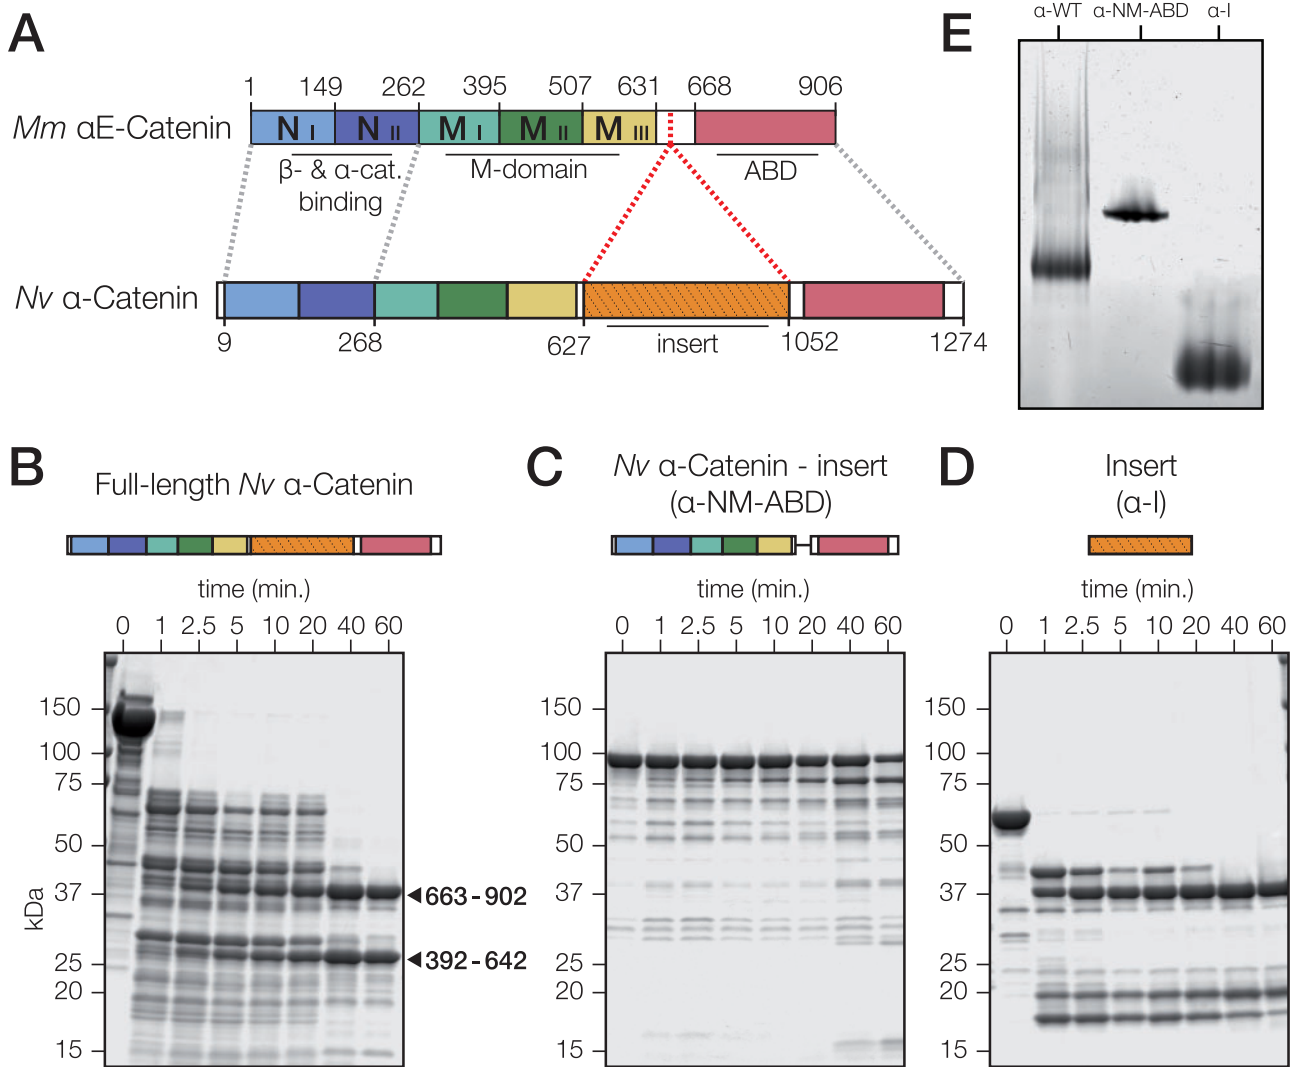 A
1 149 262 395 507 631 668 906
Mm αE-Catenin
N I N II M I M II M III
β- & α-cat. binding
M-domain
ABD
Nv α-Catenin
9 268 627 insert 1052 1274
E
α-WT α-NM-ABD α-I
B
Full-length Nv α-Catenin
time (min.)
0 1 2.5 5 10 20 40 60
150
100
75
50
37
25
20
15
kDa
◄663-902
◄392-642
C
Nv α-Catenin - insert
(α-NM-ABD)
time (min.)
0 1 2.5 5 10 20 40 60
150
100
75
50
37
25
20
15
D
Insert
(α-I)
time (min.)
0 1 2.5 5 10 20 40 60
150
100
75
50
37
25
20
15